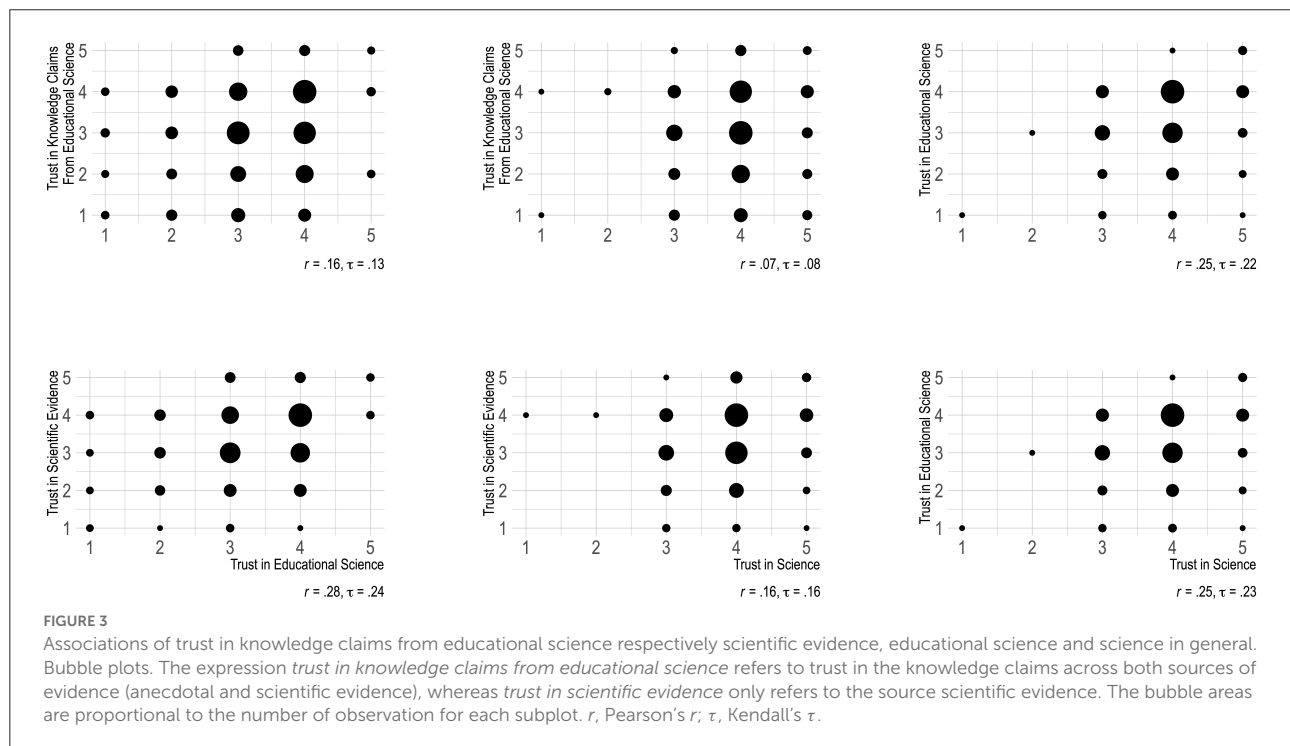 Trust in Knowledge Claims
From Educational Science
5
4
3
2
1
1 2 3 4 5
r = .16, τ = .13
Trust in Knowledge Claims
From Educational Science
5
4
3
2
1
1 2 3 4 5
r = .07, τ = .08
Trust in Educational Science
5
4
3
2
1
1 2 3 4 5
r = .25, τ = .22
Trust in Scientific Evidence
5
4
3
2
1
1 2 3 4 5
Trust in Educational Science
r = .28, τ = .24
Trust in Scientific Evidence
5
4
3
2
1
1 2 3 4 5
Trust in Science
r = .16, τ = .16
Trust in Educational Science
5
4
3
2
1
1 2 3 4 5
Trust in Science
r = .25, τ = .23
FIGURE 3
Associations of trust in knowledge claims from educational science respectively scientific evidence, educational science and science in general.
Bubble plots. The expression trust in knowledge claims from educational science refers to trust in the knowledge claims across both sources of
evidence (anecdotal and scientific evidence), whereas trust in scientific evidence only refers to the source scientific evidence. The bubble areas
are proportional to the number of observation for each subplot. r, Pearson's r; τ, Kendall's τ.